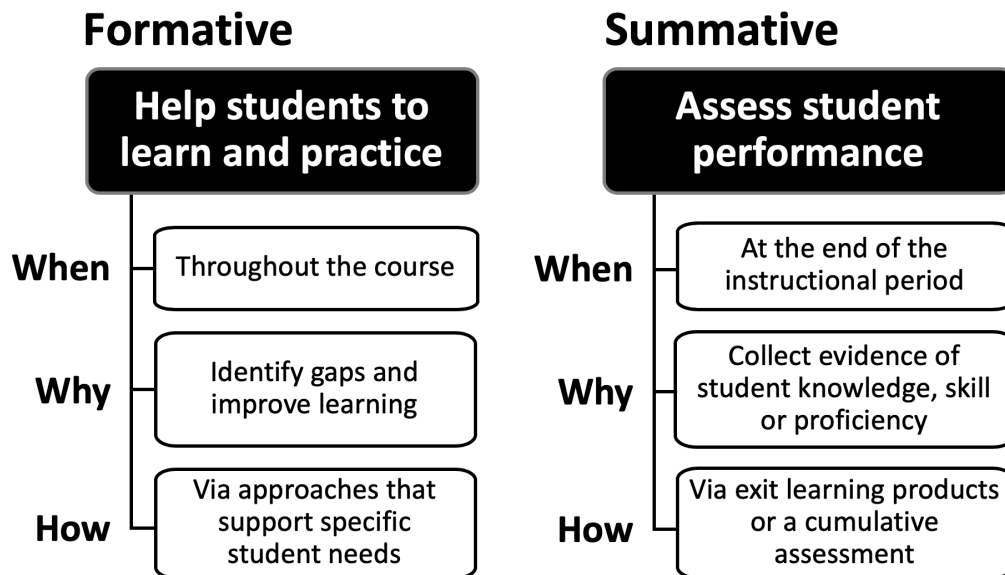 Formative
Help students to
learn and practice
When
Throughout the course
Why
Identify gaps and
improve learning
How
Via approaches that
support specific
student needs
Summative
Assess student
performance
When
At the end of the
instructional period
Why
Collect evidence of
student knowledge, skill
or proficiency
How
Via exit learning products
or a cumulative
assessment